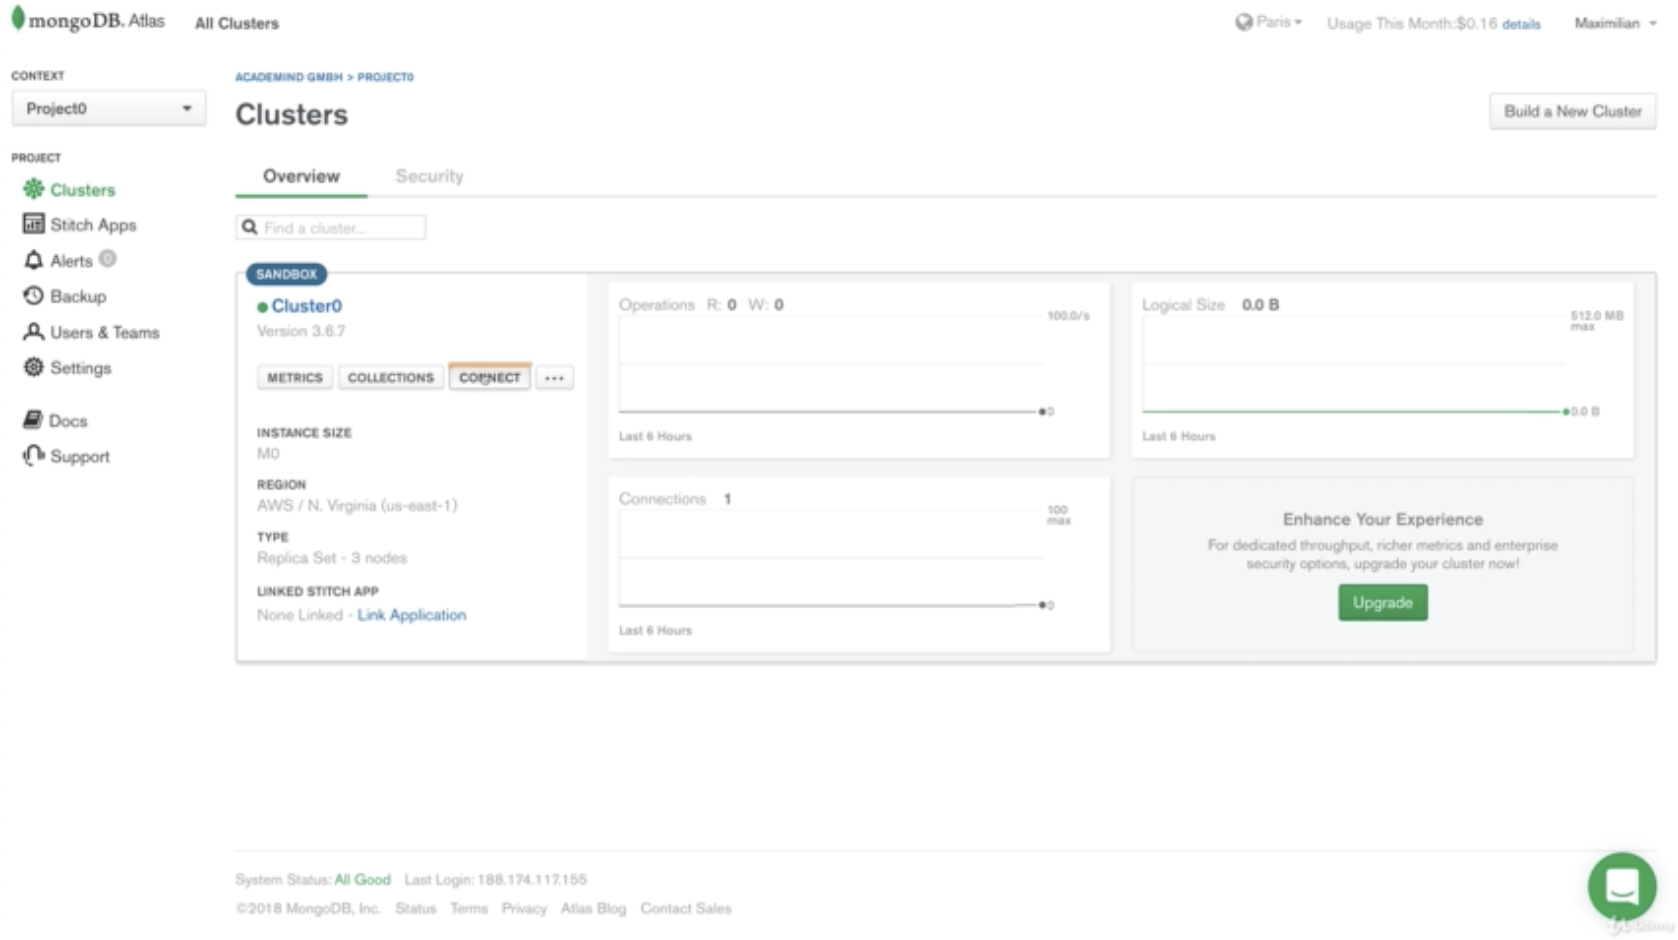 mongoDB. Atlas All Clusters Paris Usage This Month:$0.16 details Maximilian
CONTEXT
Project0
PROJECT
Clusters
Stitch Apps
Alerts 0
Backup
Users & Teams
Settings
Docs
Support
ACADEMIND GMBH > PROJECT0
Clusters
Build a New Cluster
Overview Security
Find a cluster...
SANDBOX
Cluster0
Version 3.6.7
METRICS COLLECTIONS CONNECT ...
INSTANCE SIZE
M0
REGION
AWS / N. Virginia (us-east-1)
TYPE
Replica Set - 3 nodes
LINKED STITCH APP
None Linked - Link Application
Operations R: 0 W: 0
100.0/s
0
Last 6 Hours
Logical Size 0.0 B
512.0 MB
max
0.0 B
Last 6 Hours
Connections 1
100
max
0
Last 6 Hours
Enhance Your Experience
For dedicated throughput, richer metrics and enterprise
security options, upgrade your cluster now!
Upgrade
System Status: All Good Last Login: 188.174.117.155
©2018 MongoDB, Inc. Status Terms Privacy Atlas Blog Contact Sales
Udemy